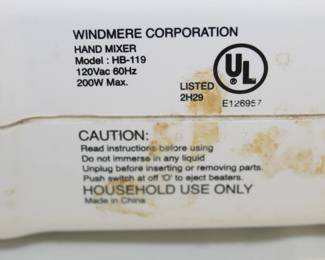 WINDMERE CORPORATION
HAND MIXER
Model : HB-119
120Vac 60Hz
200W Max.
UL
LISTED
2H29
E126957
CAUTION:
Read instructions before using
Do not immerse in any liquid
Unplug before inserting or removing parts.
Push switch at off 'O' to eject beaters.
HOUSEHOLD USE ONLY
Made in China